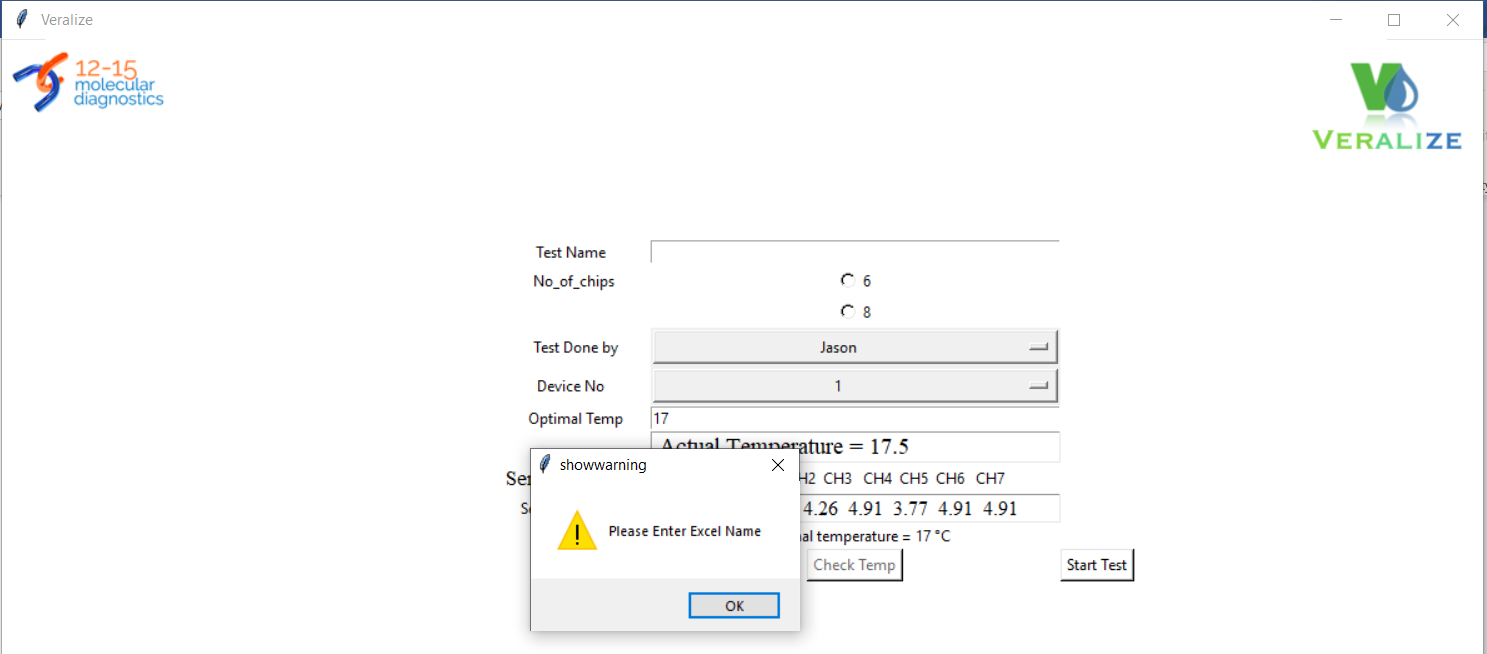 Veralize
12-15
molecular
diagnostics
VERALIZE
Test Name
No_of_chips 6
8
Test Done by Jason
Device No 1
Optimal Temp 17
Actual Temperature = 17.5
CH3 CH4 CH5 CH6 CH7
4.26 4.91 3.77 4.91 4.91
temperature = 17 °C
Check Temp Start Test
showwarning
Please Enter Excel Name
OK